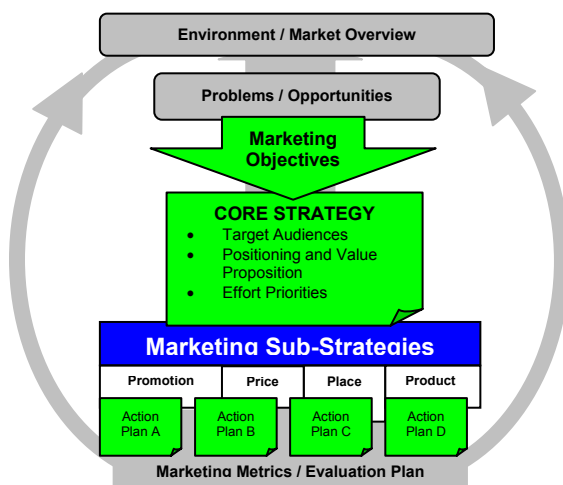 Environment / Market Overview
Problems / Opportunities
Marketing
Objectives
CORE STRATEGY
• Target Audiences
• Positioning and Value
Proposition
• Effort Priorities
Marketing Sub-Strategies
Promotion Price Place Product
Action
Plan A
Action
Plan B
Action
Plan C
Action
Plan D
Marketing Metrics / Evaluation Plan